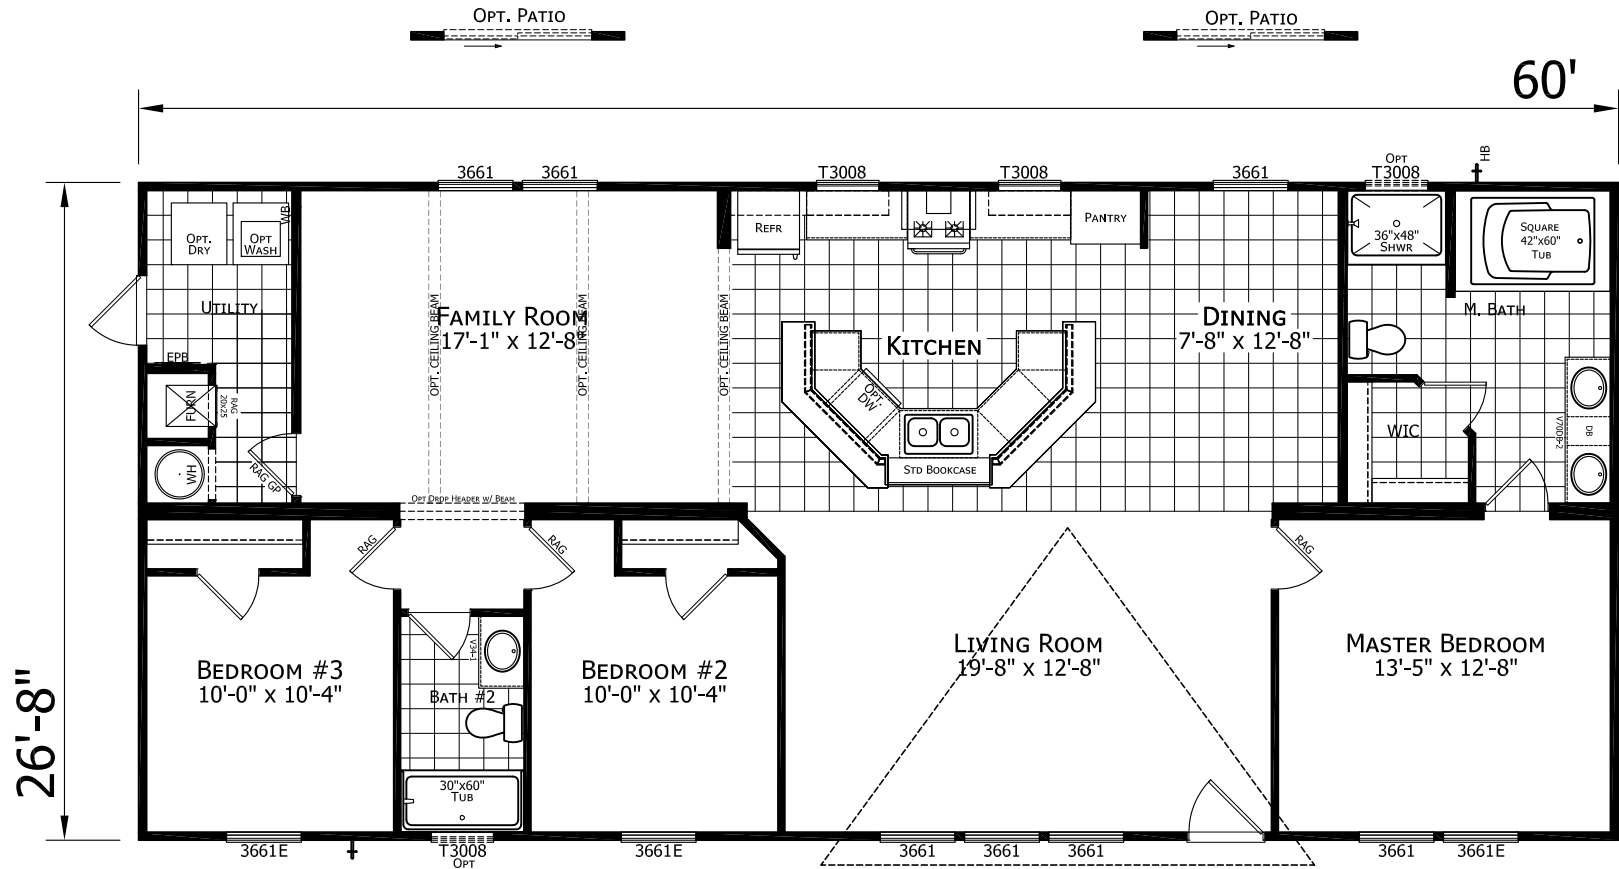 OPT. PATIO
OPT. PATIO
60'
26'-8"
3661
3661
T3008
T3008
3661
OPT
T3008
HB
OPT.
DRY
OPT
WASH
WB
UTILITY
EPB
FURN
RAG
20x25
WH
RAG GP
OPT. CEILING BEAM
OPT. CEILING BEAM
OPT. CEILING BEAM
FAMILY ROOM
17'-1" x 12'-8"
OPT DROP HEADER W/ BEAM
REFR
PANTRY
KITCHEN
OPT.
DW
STD BOOKCASE
DINING
7'-8" x 12'-8"
36"x48"
SHWR
SQUARE
42"x60"
TUB
M. BATH
WIC
DB
V7008-2
RAG
RAG
RAG
BEDROOM #3
10'-0" x 10'-4"
V34-1
BATH #2
30"x60"
TUB
BEDROOM #2
10'-0" x 10'-4"
LIVING ROOM
19'-8" x 12'-8"
MASTER BEDROOM
13'-5" x 12'-8"
3661E
T3008
OPT
3661E
3661
3661
3661
3661
3661E